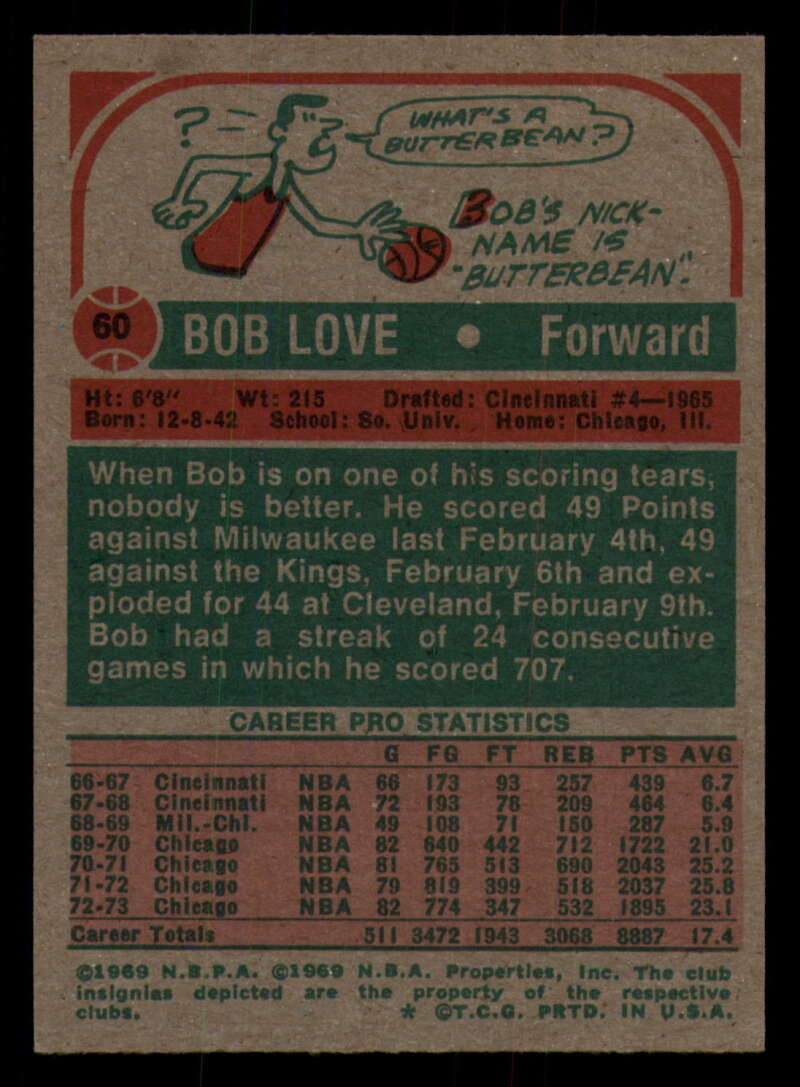 ?
WHAT'S A
BUTTERBEAN?
BOB'S NICK-
NAME IS
"BUTTERBEAN".
60 BOB LOVE • Forward
Ht: 6'8" Wt: 215 Drafted: Cincinnati #4—1965
Born: 12-8-42 School: So. Univ. Home: Chicago, Ill.
When Bob is on one of his scoring tears,
nobody is better. He scored 49 Points
against Milwaukee last February 4th, 49
against the Kings, February 6th and ex-
ploded for 44 at Cleveland, February 9th.
Bob had a streak of 24 consecutive
games in which he scored 707.
CAREER PRO STATISTICS
G FG FT REB PTS AVG
66-67 Cincinnati NBA 66 173 93 257 439 6.7
67-68 Cincinnati NBA 72 193 78 209 464 6.4
68-69 Mil.-Chi. NBA 49 108 71 150 287 5.9
69-70 Chicago NBA 82 640 442 712 1722 21.0
70-71 Chicago NBA 81 765 513 690 2043 25.2
71-72 Chicago NBA 79 819 399 518 2037 25.8
72-73 Chicago NBA 82 774 347 532 1895 23.1
Career Totals 511 3472 1943 3068 8887 17.4
©1969 N.B.P.A. ©1969 N.B.A. Properties, Inc. The club
insignias depicted are the property of the respective
clubs. * ©T.C.G. PRTD. IN U.S.A.